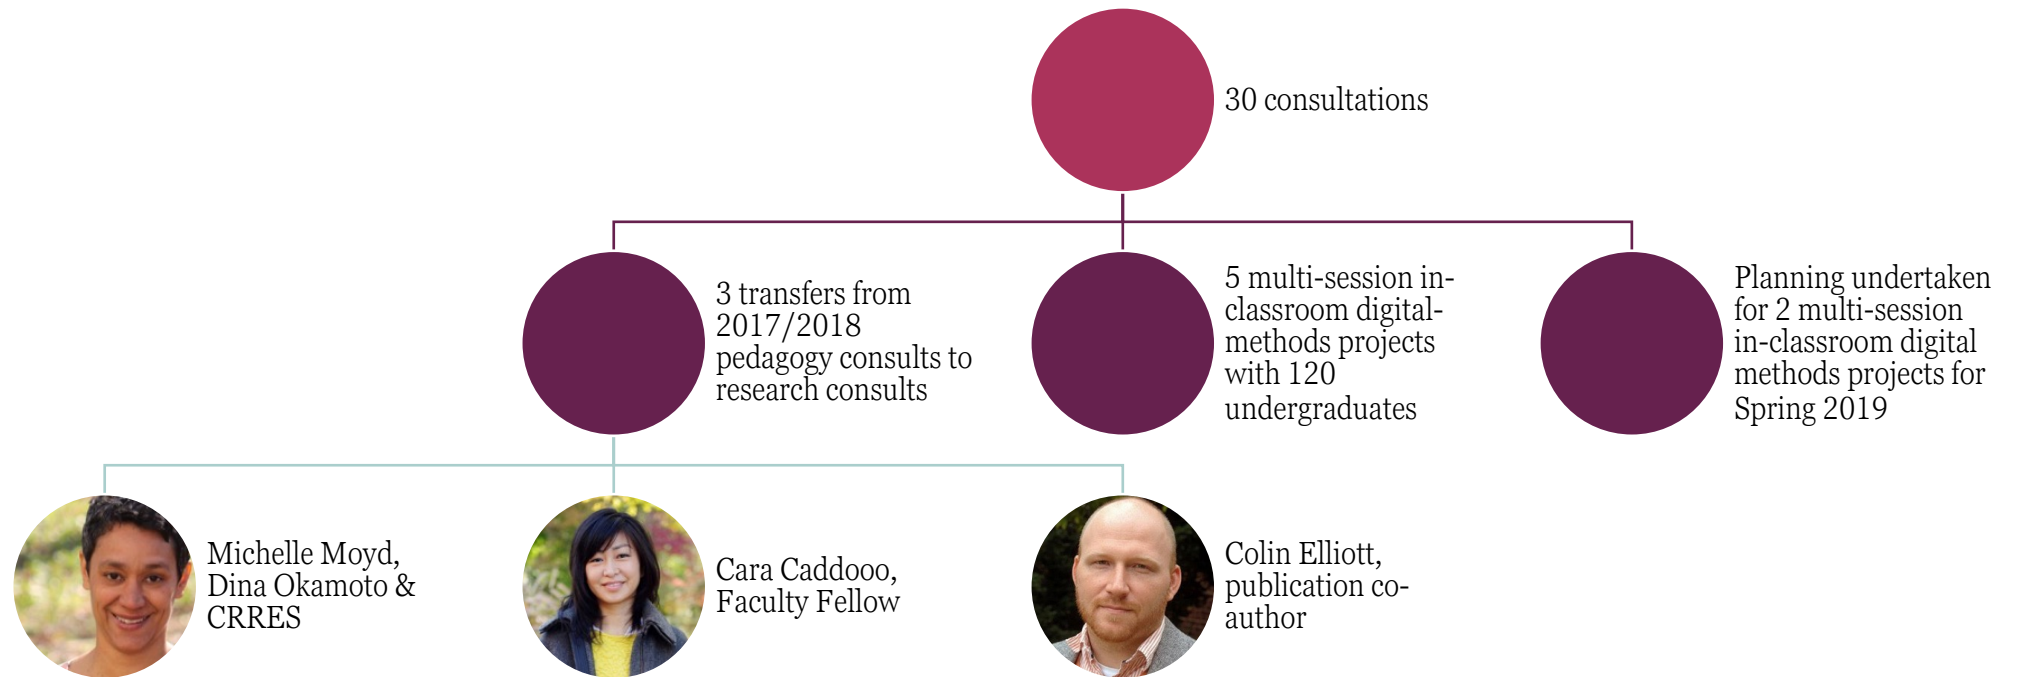 30 consultations
3 transfers from
2017/2018
pedagogy consults to
research consults
5 multi-session in-
classroom digital-
methods projects
with 120
undergraduates
Planning undertaken
for 2 multi-session
in-classroom digital
methods projects for
Spring 2019
Michelle Moyd,
Dina Okamoto &
CRRES
Cara Caddooo,
Faculty Fellow
Colin Elliott,
publication co-
author